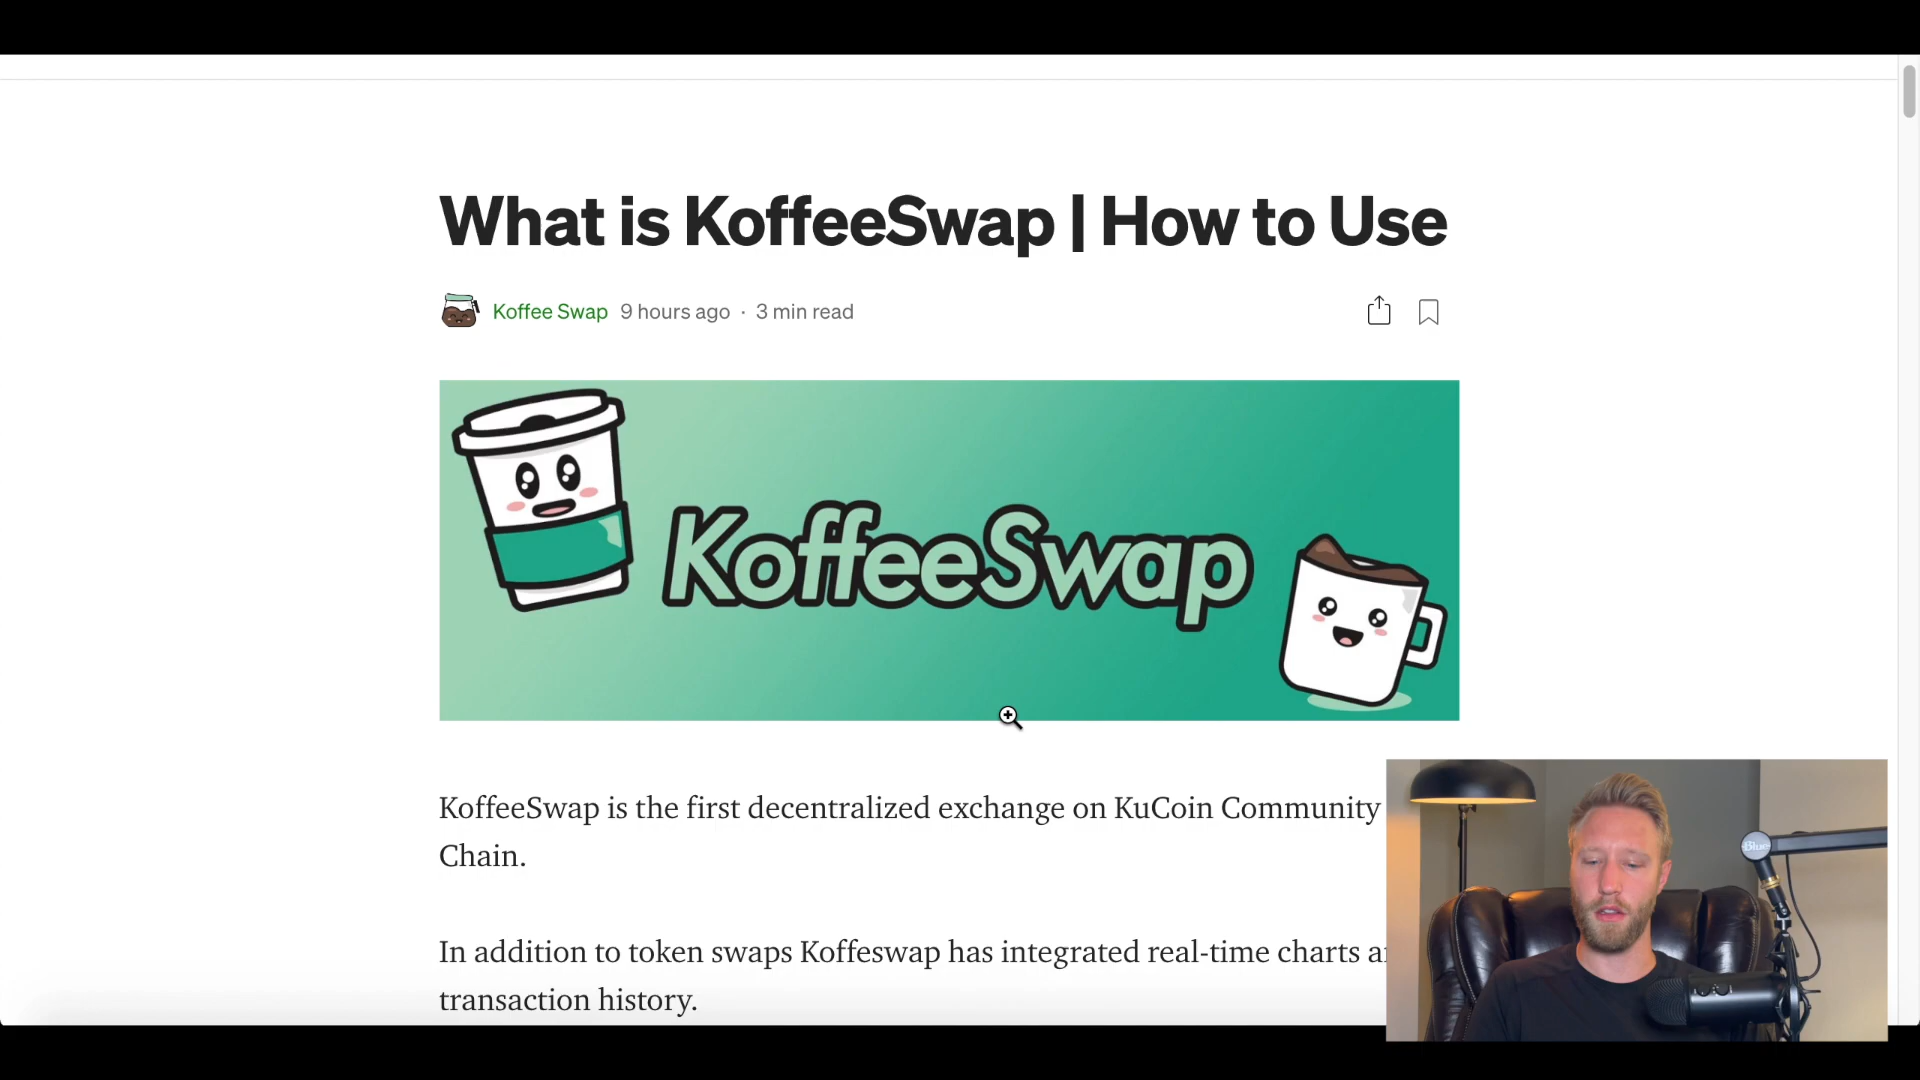 What is KoffeeSwap | How to Use
Koffee Swap 9 hours ago · 3 min read
KoffeeSwap
KoffeeSwap is the first decentralized exchange on KuCoin Community
Chain.
In addition to token swaps Koffeswap has integrated real-time charts
transaction history.
Blue